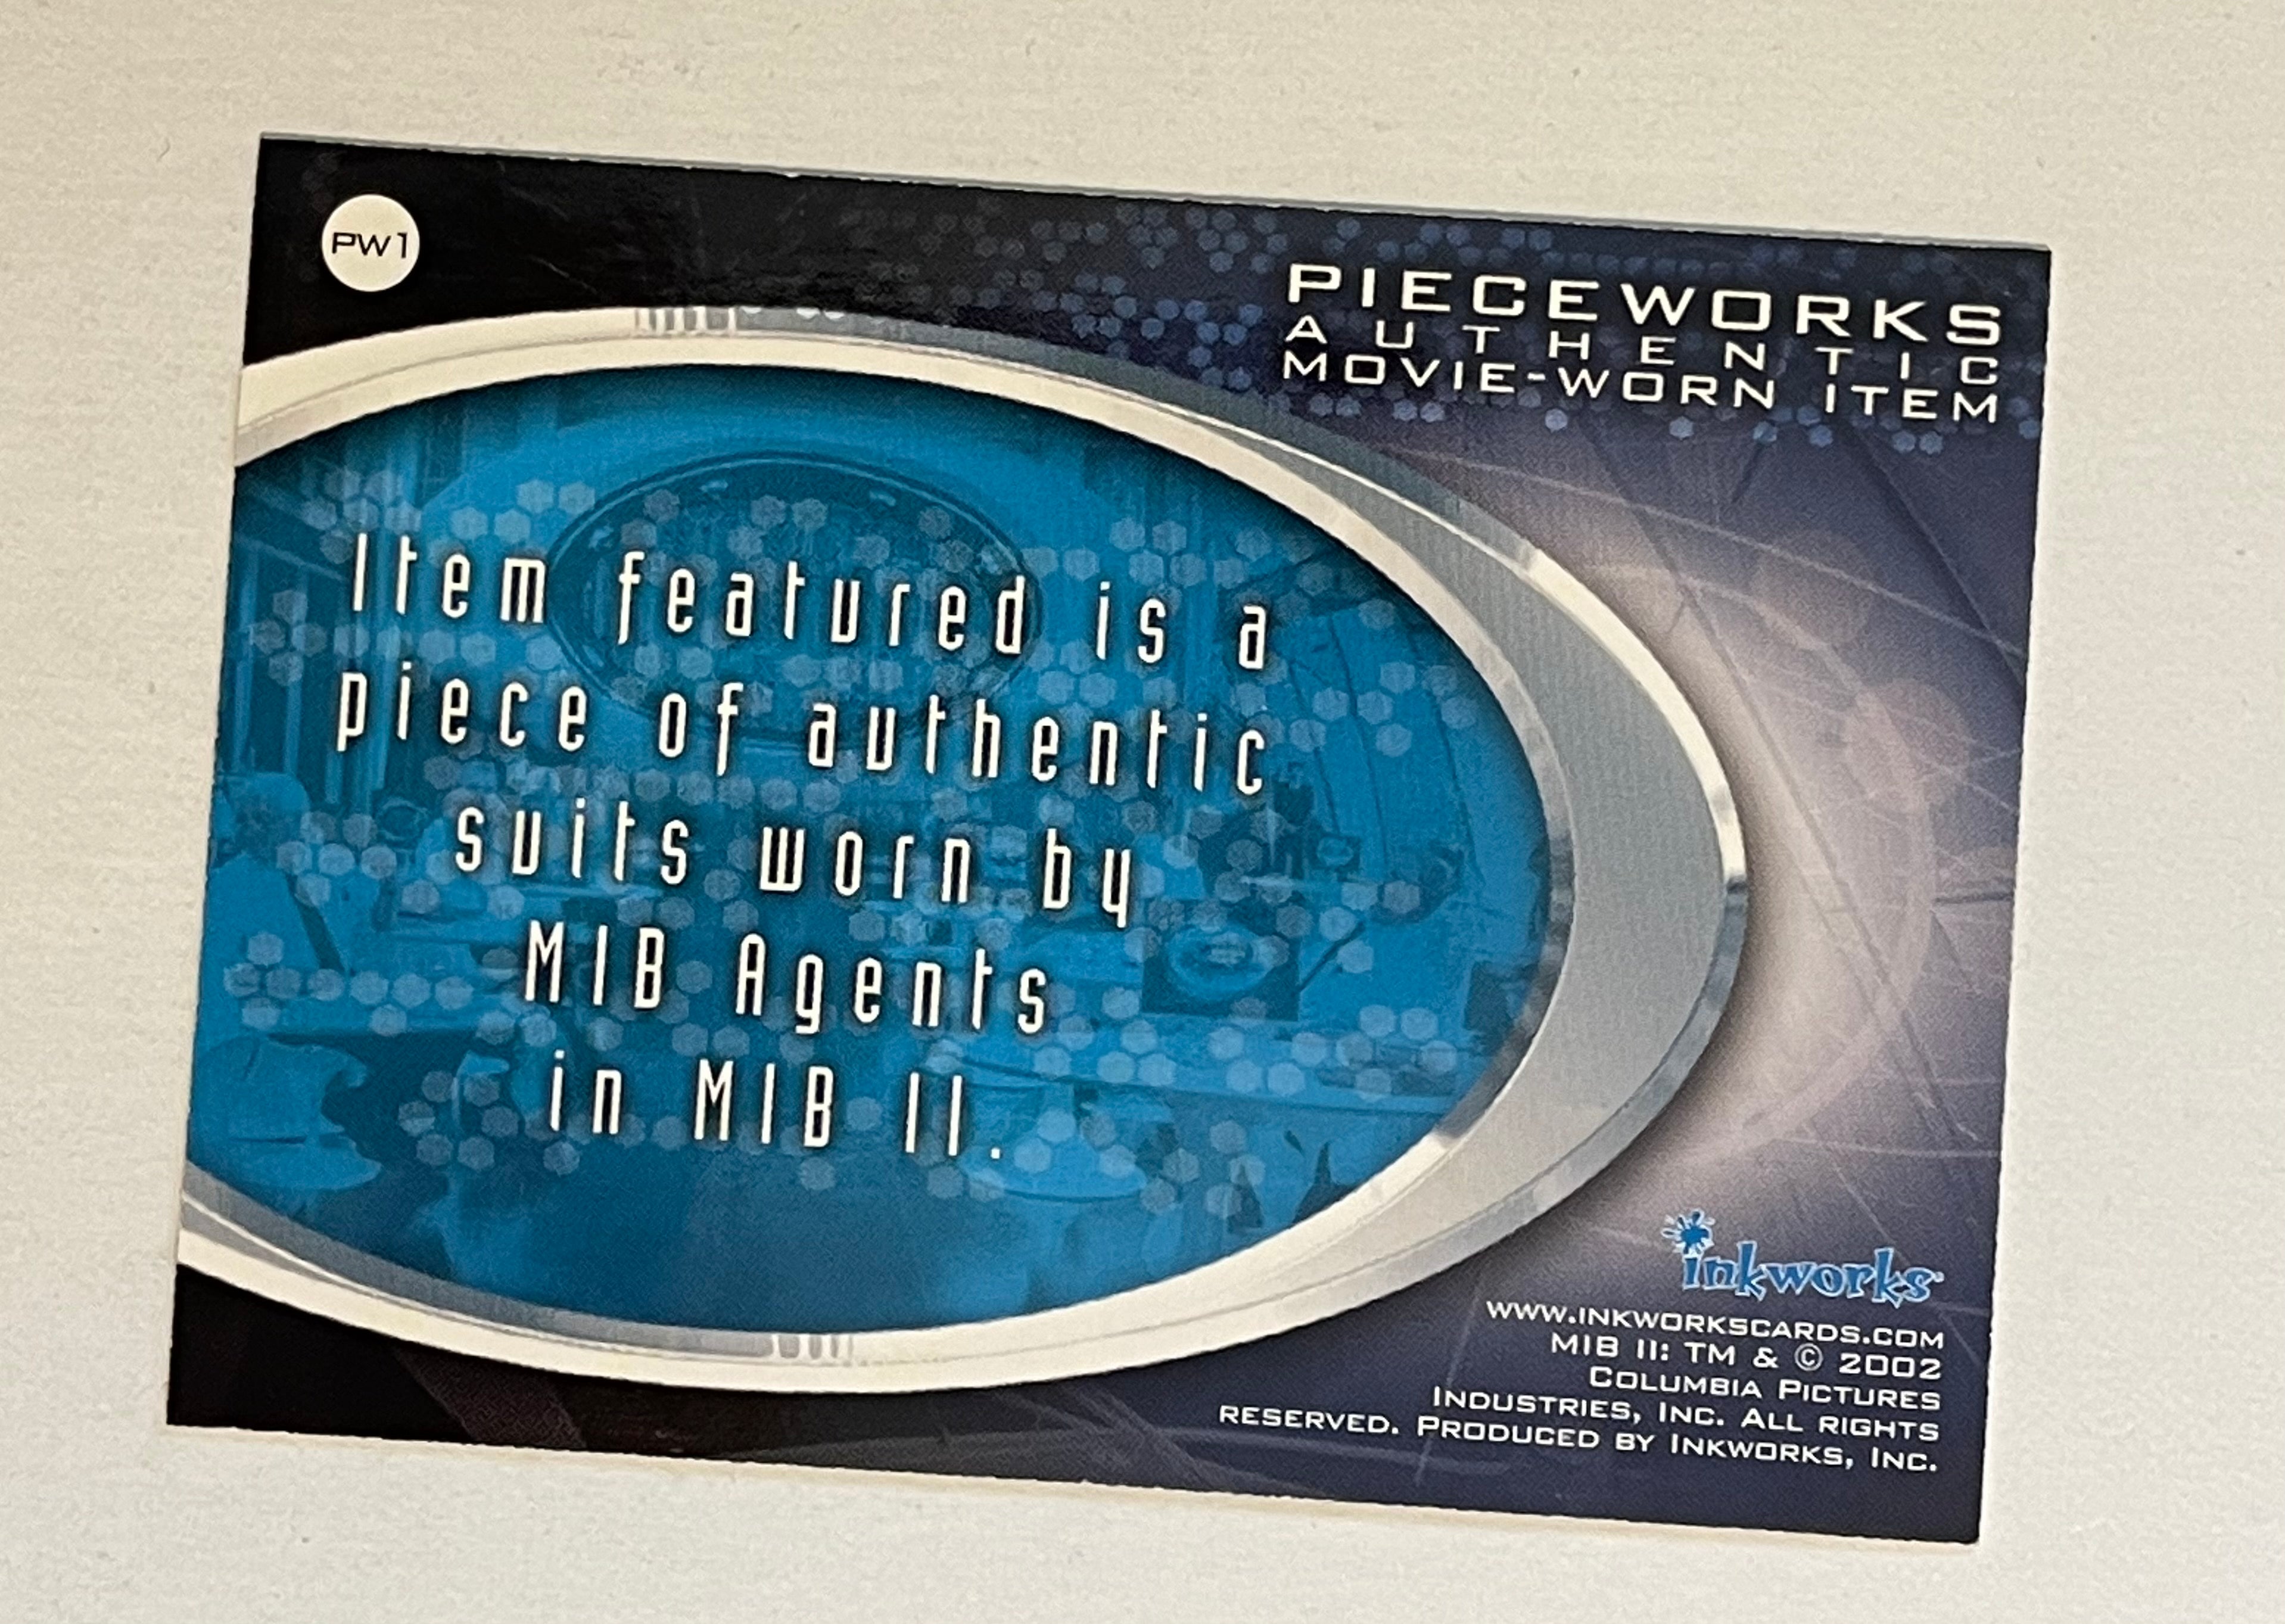 PW1
PIECEWORKS
AUTHENTIC
MOVIE-WORN ITEM
Item featured is a
piece of authentic
suits worn by
MIB Agents
in MIB II.
inkworks
WWW.INKWORKSCARDS.COM
MIB II: TM & © 2002
COLUMBIA PICTURES
INDUSTRIES, INC. ALL RIGHTS
RESERVED. PRODUCED BY INKWORKS, INC.